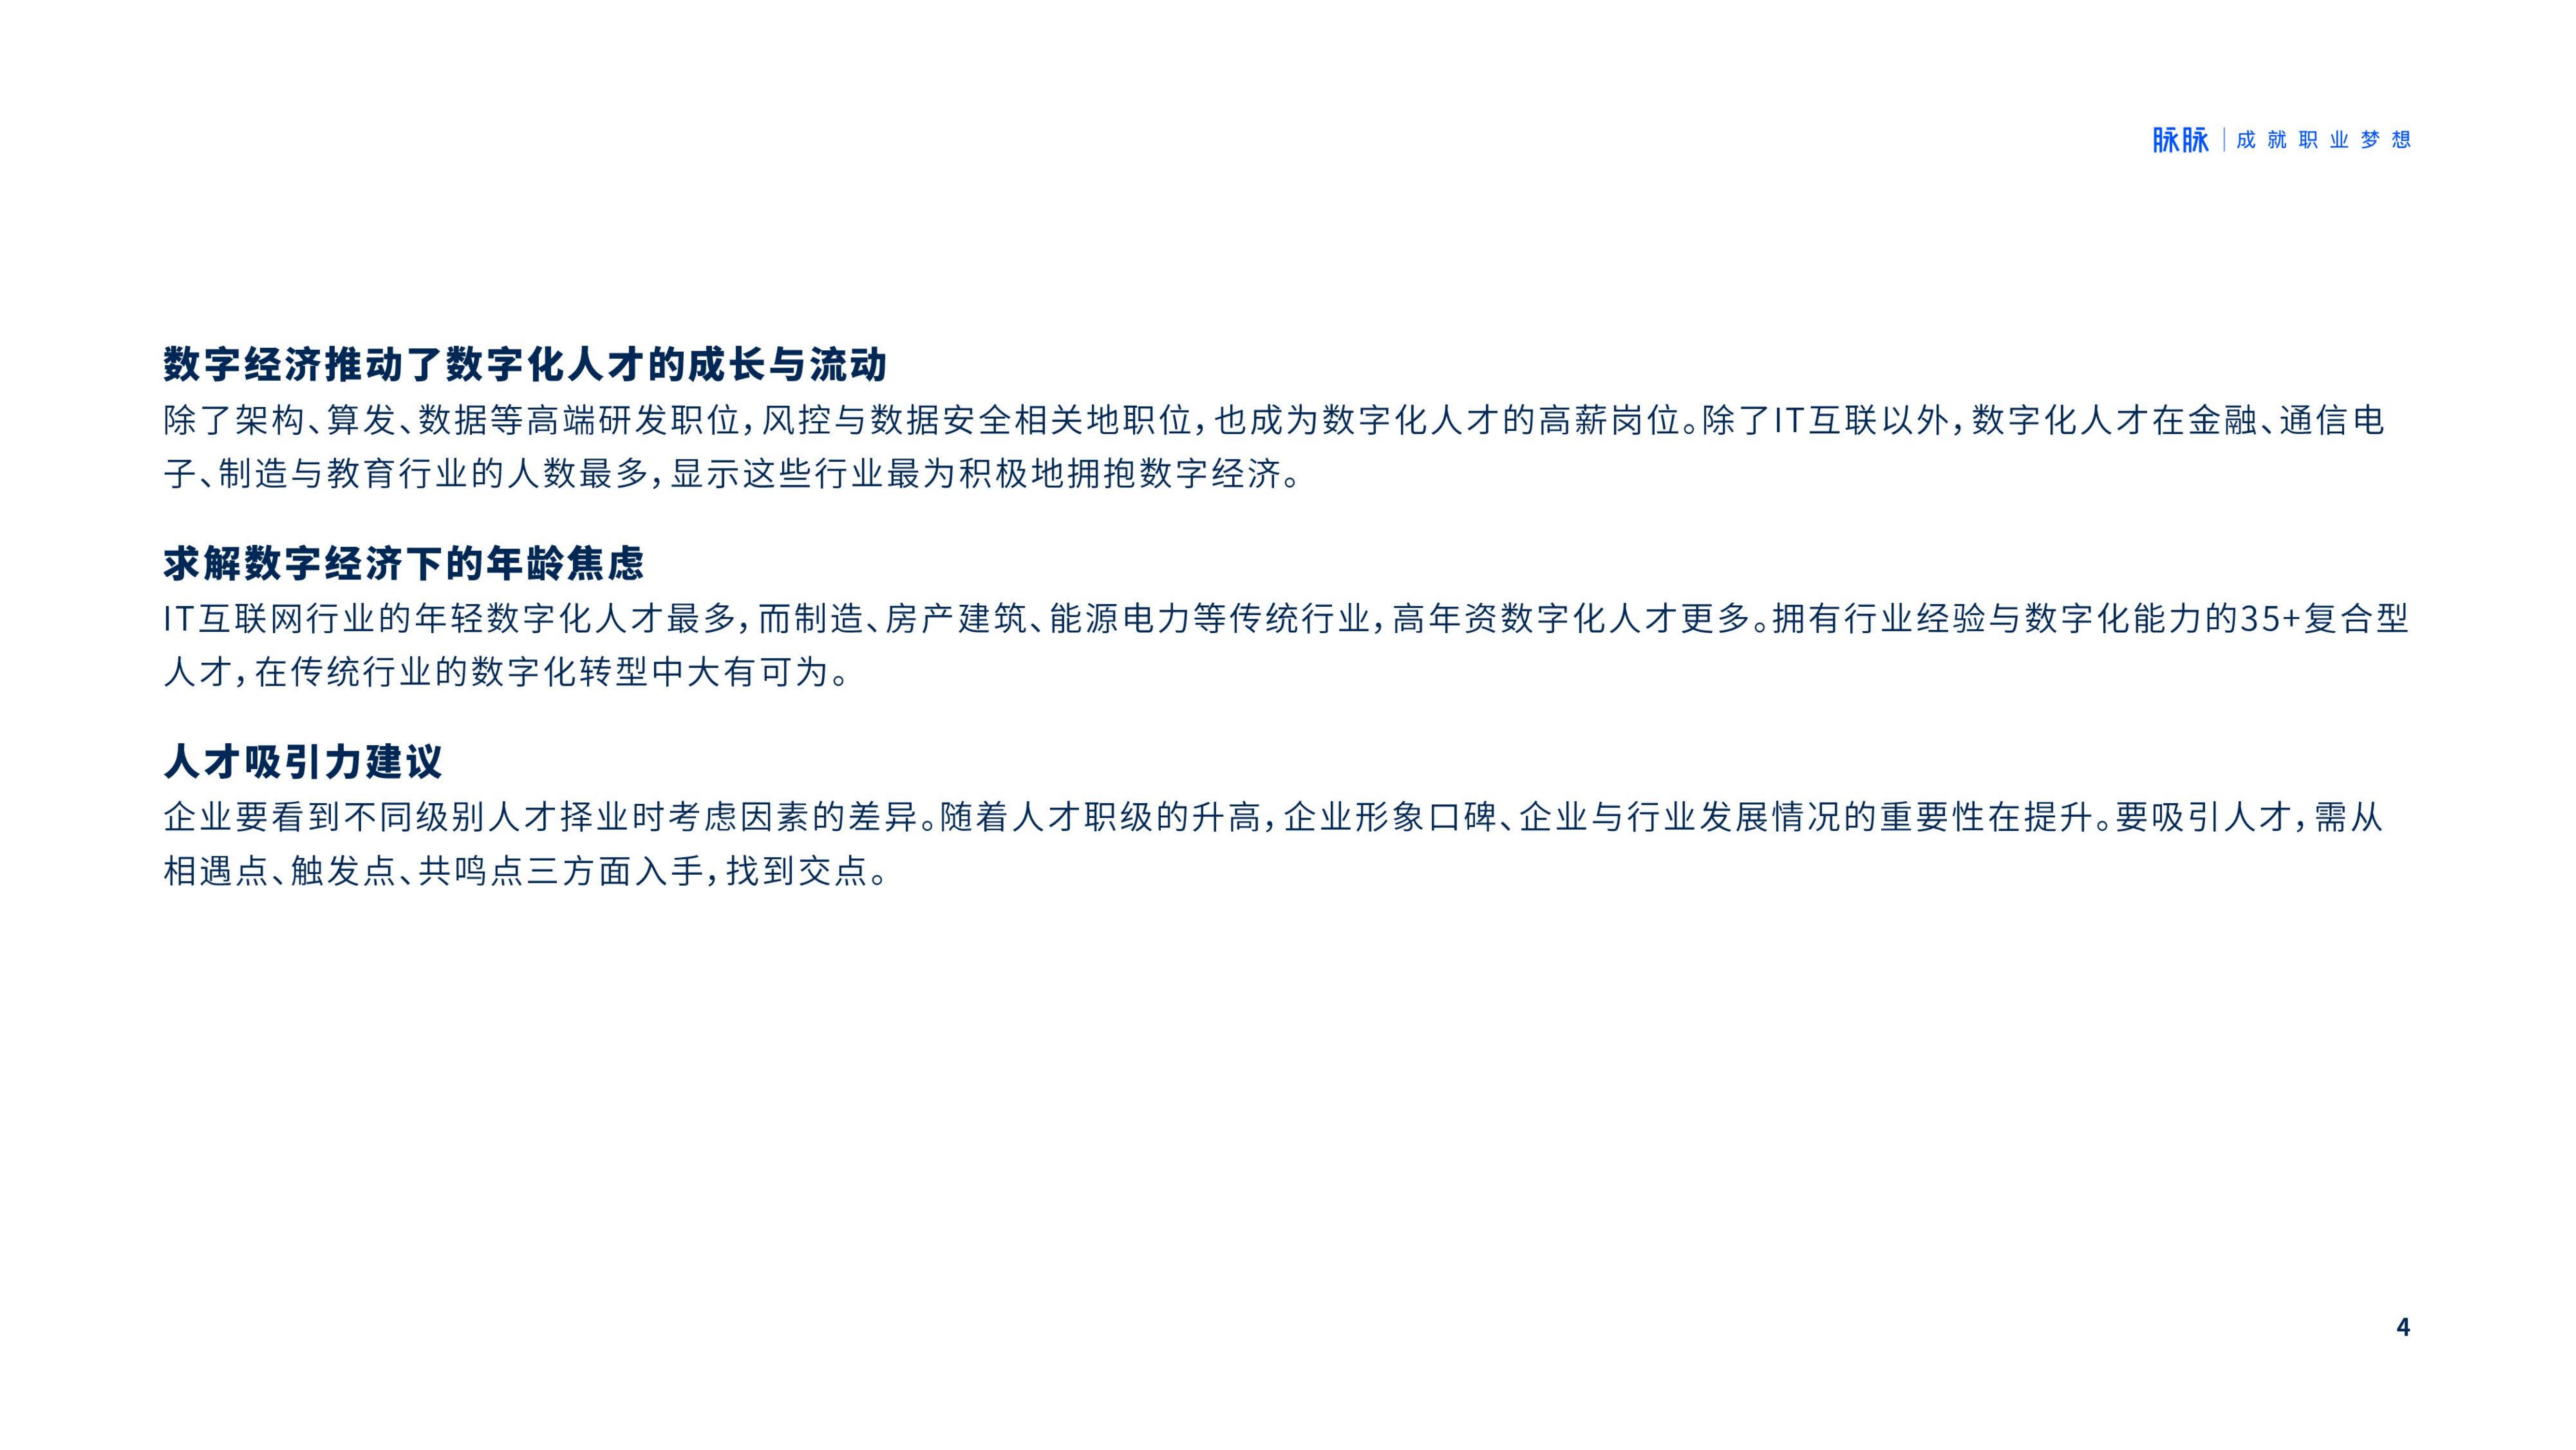 脉脉 | 成就职业梦想
数字经济推动了数字化人才的成长与流动
除了架构、算发、数据等高端研发职位，风控与数据安全相关地职位，也成为数字化人才的高薪岗位。除了IT互联以外，数字化人才在金融、通信电
子、制造与教育行业的人数最多，显示这些行业最为积极地拥抱数字经济。
求解数字经济下的年龄焦虑
IT互联网行业的年轻数字化人才最多，而制造、房产建筑、能源电力等传统行业，高年资数字化人才更多。拥有行业经验与数字化能力的35+复合型
人才，在传统行业的数字化转型中大有可为。
人才吸引力建议
企业要看到不同级别人才择业时考虑因素的差异。随着人才职级的升高，企业形象口碑、企业与行业发展情况的重要性在提升。要吸引人才，需从
相遇点、触发点、共鸣点三方面入手，找到交点。
4